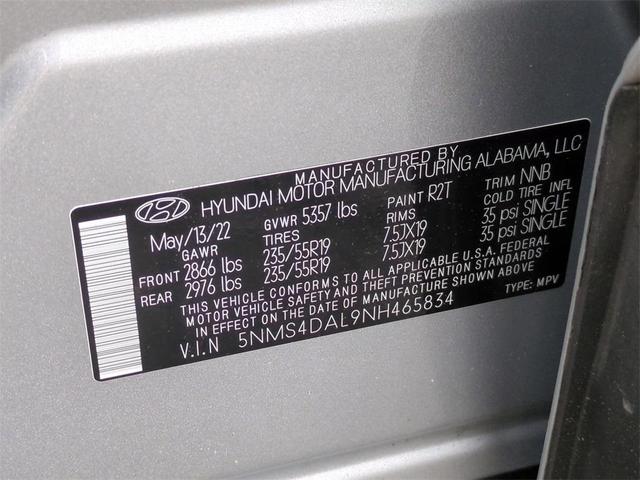 MANUFACTURED BY
HYUNDAI MOTOR MANUFACTURING ALABAMA, LLC
May/13/22 GVWR 5357 lbs PAINT R2T TRIM NNB
GAWR TIRES RIMS COLD TIRE INFL
FRONT 2866 lbs 235/55R19 7.5JX19 35 psi SINGLE
REAR 2976 lbs 235/55R19 7.5JX19 35 psi SINGLE
THIS VEHICLE CONFORMS TO ALL APPLICABLE U.S.A. FEDERAL
MOTOR VEHICLE SAFETY AND THEFT PREVENTION STANDARDS
IN EFFECT ON THE DATE OF MANUFACTURE SHOWN ABOVE
V.I.N 5NMS4DAL9NH465834 TYPE: MPV